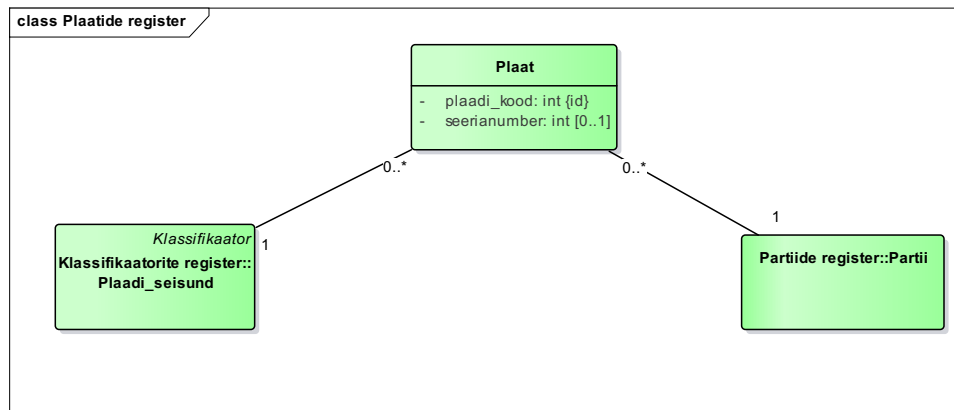 class Plaatide register
Plaat
- plaadi_kood: int {id}
- seerianumber: int [0..1]
0..*
0..*
1
1
Klassifikaator
Klassifikaatorite register::
Plaadi_seisund
Partiide register::Partii